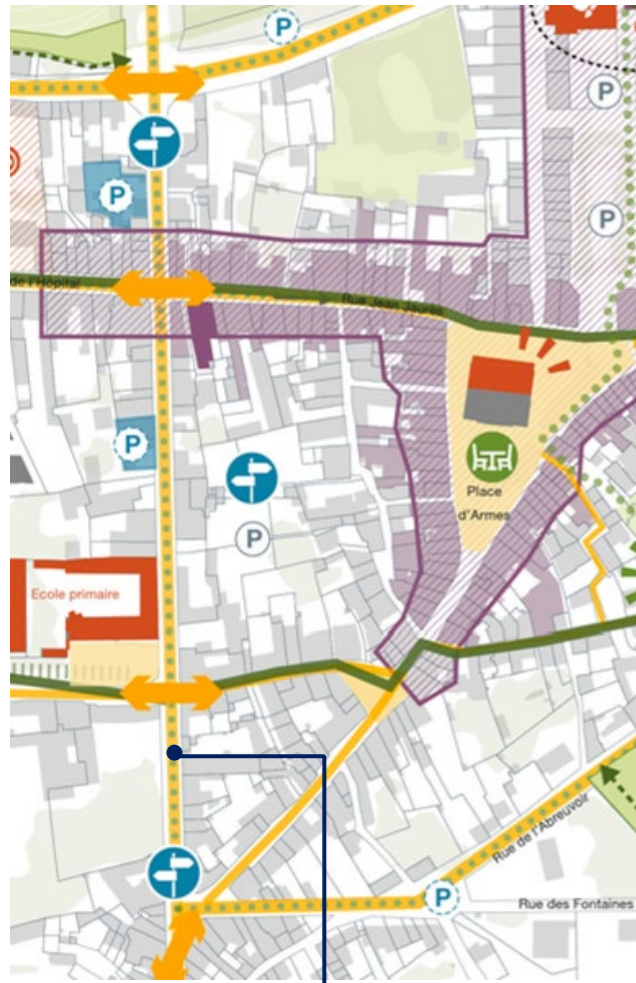 P
P
P
P
P
de l'Hôpital
Rue Jean Jaurès
P
Place
d'Armes
P
Ecole primaire
Rue de l'Abreuvoir
P
Rue des Fontaines